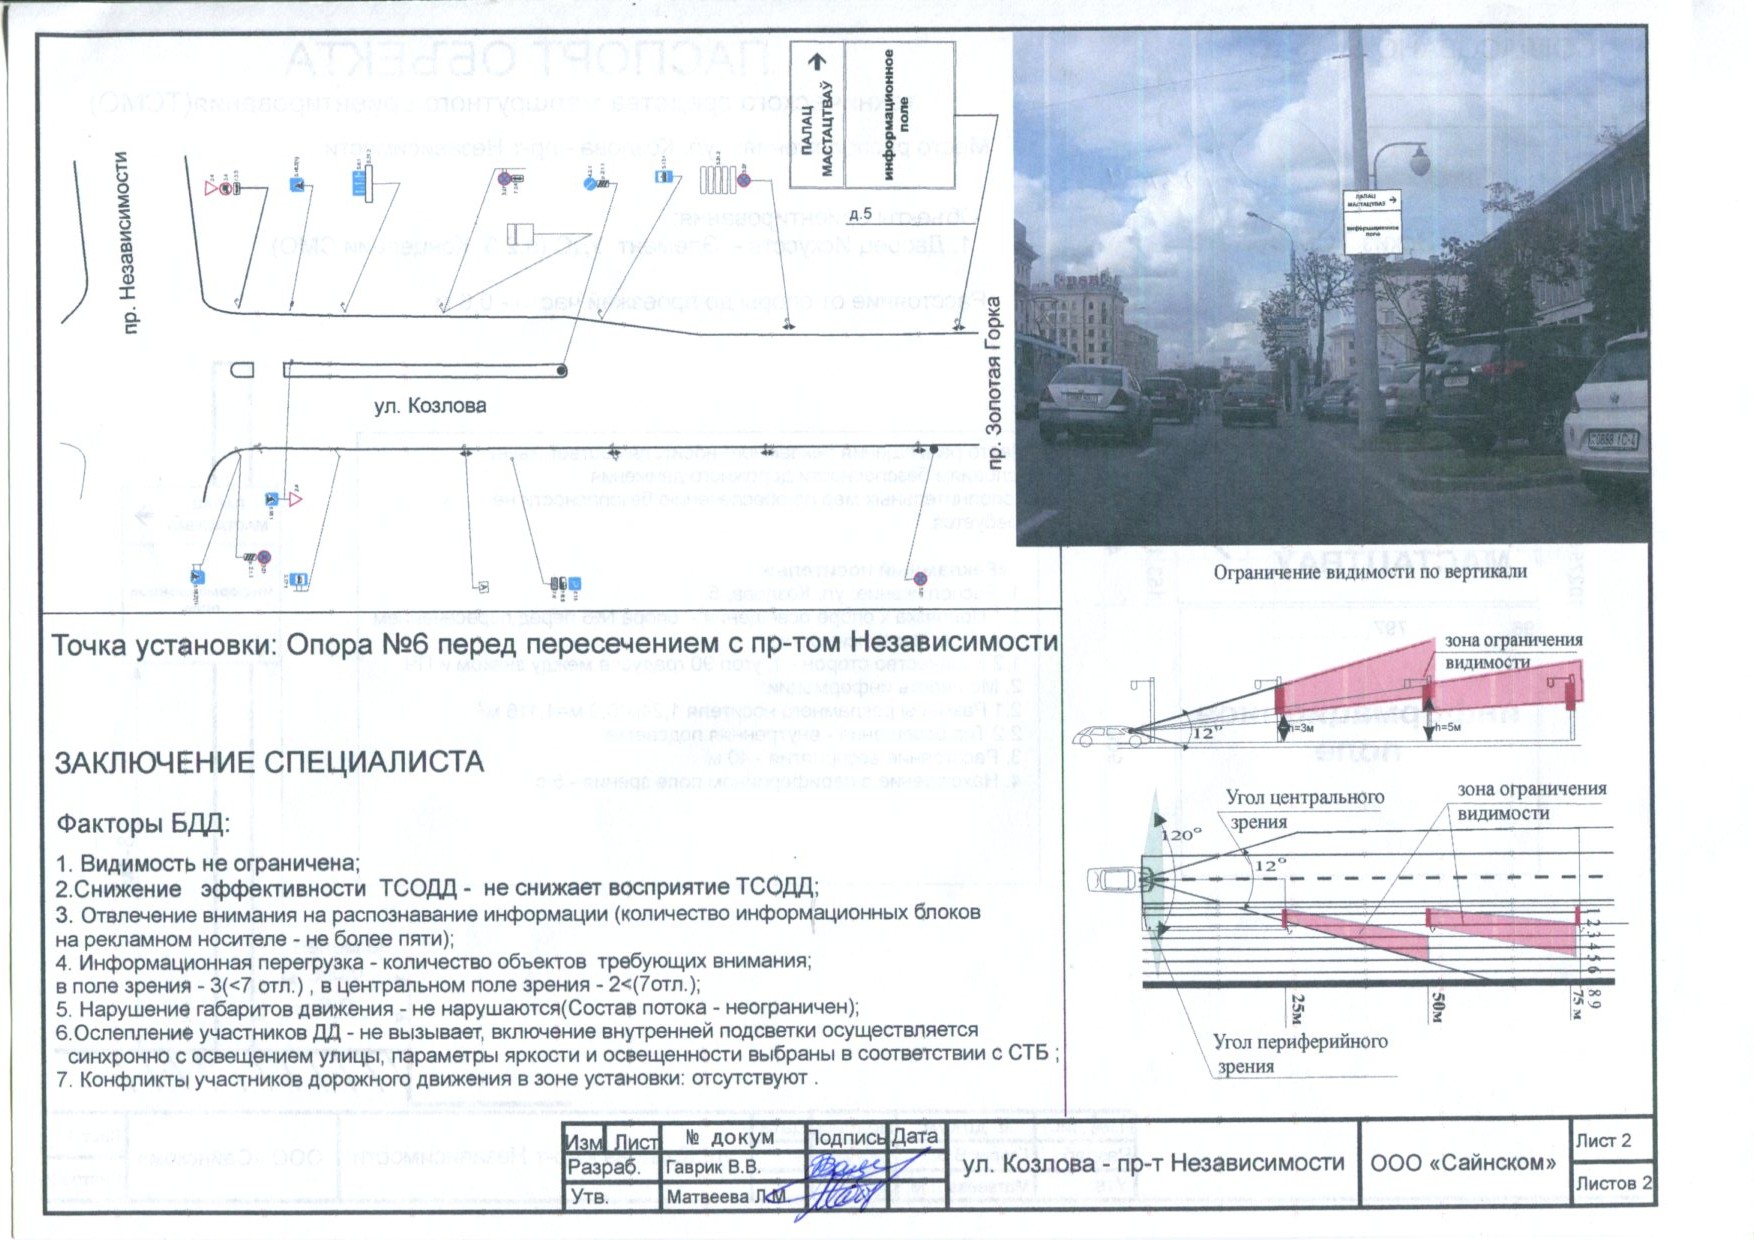 ПАЛАЦ
МАСТАЦТВАЎ
информационное
поле
д.5
пр. Независимости
ул. Козлова
пр. Золотая Горка
ПАЛАЦ
МАСТАЦТВАЎ
информационное
поле
Точка установки: Опора №6 перед пересечением с пр-том Независимости
ЗАКЛЮЧЕНИЕ СПЕЦИАЛИСТА
Факторы БДД:
1. Видимость не ограничена;
2.Снижение эффективности ТСОДД - не снижает восприятие ТСОДД;
3. Отвлечение внимания на распознавание информации (количество информационных блоков
на рекламном носителе - не более пяти);
4. Информационная перегрузка - количество объектов требующих внимания;
в поле зрения - 3(<7 отл.) , в центральном поле зрения - 2<(7отл.);
5. Нарушение габаритов движения - не нарушаются(Состав потока - неограничен);
6.Ослепление участников ДД - не вызывает, включение внутренней подсветки осуществляется
синхронно с освещением улицы, параметры яркости и освещенности выбраны в соответствии с СТБ ;
7. Конфликты участников дорожного движения в зоне установки: отсутствуют .
Ограничение видимости по вертикали
зона ограничения
видимости
12°
h=3м
h=5м
Угол центрального
зрения
зона ограничения
видимости
120°
12°
1 2 3 4 5 6 8 9
25м
50м
75 м
Угол периферийного
зрения
Изм Лист № докум Подпись Дата
Разраб. Гаврик В.В.
Утв. Матвеева Л.М.
ул. Козлова - пр-т Независимости
ООО «Сайнском»
Лист 2
Листов 2